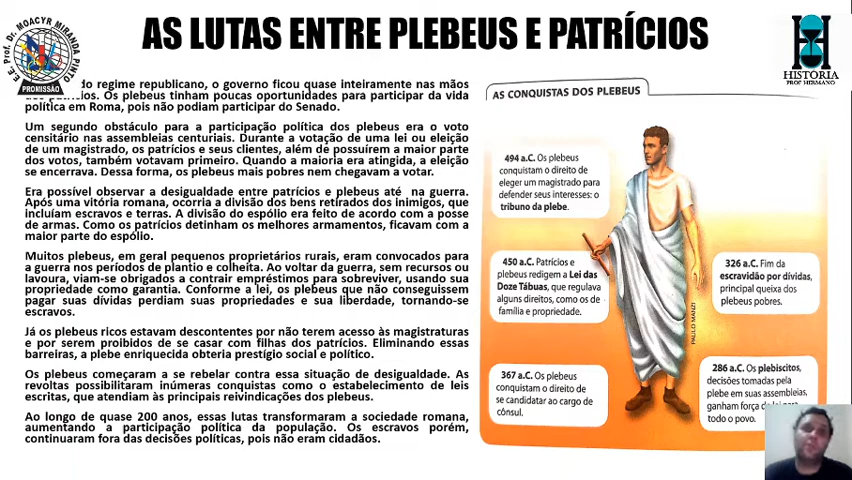 E.E. Prof. Dr. MOACYR MIRANDA PINTO
PROMISSÃO
AS LUTAS ENTRE PLEBEUS E PATRÍCIOS
HISTORIA
PROF HERMANO
do regime republicano, o governo ficou quase inteiramente nas mãos
Os plebeus tinham poucas oportunidades para participar da vida
política em Roma, pois não podiam participar do Senado.
Um segundo obstáculo para a participação política dos plebeus era o voto
censitário nas assembleias centuriais. Durante a votação de uma lei ou eleição
de um magistrado, os patrícios e seus clientes, além de possuírem a maior parte
dos votos, também votavam primeiro. Quando a maioria era atingida, a eleição
se encerrava. Dessa forma, os plebeus mais pobres nem chegavam a votar.
Era possível observar a desigualdade entre patrícios e plebeus até na guerra.
Após uma vitória romana, ocorria a divisão dos bens retirados dos inimigos, que
incluíam escravos e terras. A divisão do espólio era feito de acordo com a posse
de armas. Como os patrícios detinham os melhores armamentos, ficavam com a
maior parte do espólio.
Muitos plebeus, em geral pequenos proprietários rurais, eram convocados para
a guerra nos períodos de plantio e colheita. Ao voltar da guerra, sem recursos ou
lavoura, viam-se obrigados a contrair empréstimos para sobreviver, usando sua
propriedade como garantia. Conforme a lei, os plebeus que não conseguissem
pagar suas dívidas perdiam suas propriedades e sua liberdade, tornando-se
escravos.
Já os plebeus ricos estavam descontentes por não terem acesso às magistraturas
e por serem proibidos de se casar com filhas dos patrícios. Eliminando essas
barreiras, a plebe enriquecida obteria prestígio social e político.
Os plebeus começaram a se rebelar contra essa situação de desigualdade. As
revoltas possibilitaram inúmeras conquistas como o estabelecimento de leis
escritas, que atendiam às principais reivindicações dos plebeus.
Ao longo de quase 200 anos, essas lutas transformaram a sociedade romana,
aumentando a participação política da população. Os escravos porém,
continuaram fora das decisões políticas, pois não eram cidadãos.
AS CONQUISTAS DOS PLEBEUS
494 a.C. Os plebeus
conquistam o direito de
eleger um magistrado para
defender seus interesses: o
tribuno da plebe.
450 a.C. Patrícios e
plebeus redigem a Lei das
Doze Tábuas, que regulava
alguns direitos, como os de
família e propriedade.
367 a.C. Os plebeus
conquistam o direito de
se candidatar ao cargo de
cônsul.
326 a.C. Fim da
escravidão por dívidas,
principal queixa dos
plebeus pobres.
286 a.C. Os plebiscitos,
decisões tomadas pela
plebe em suas assembleias,
ganham força de lei para
todo o povo.
PAULO MANZI